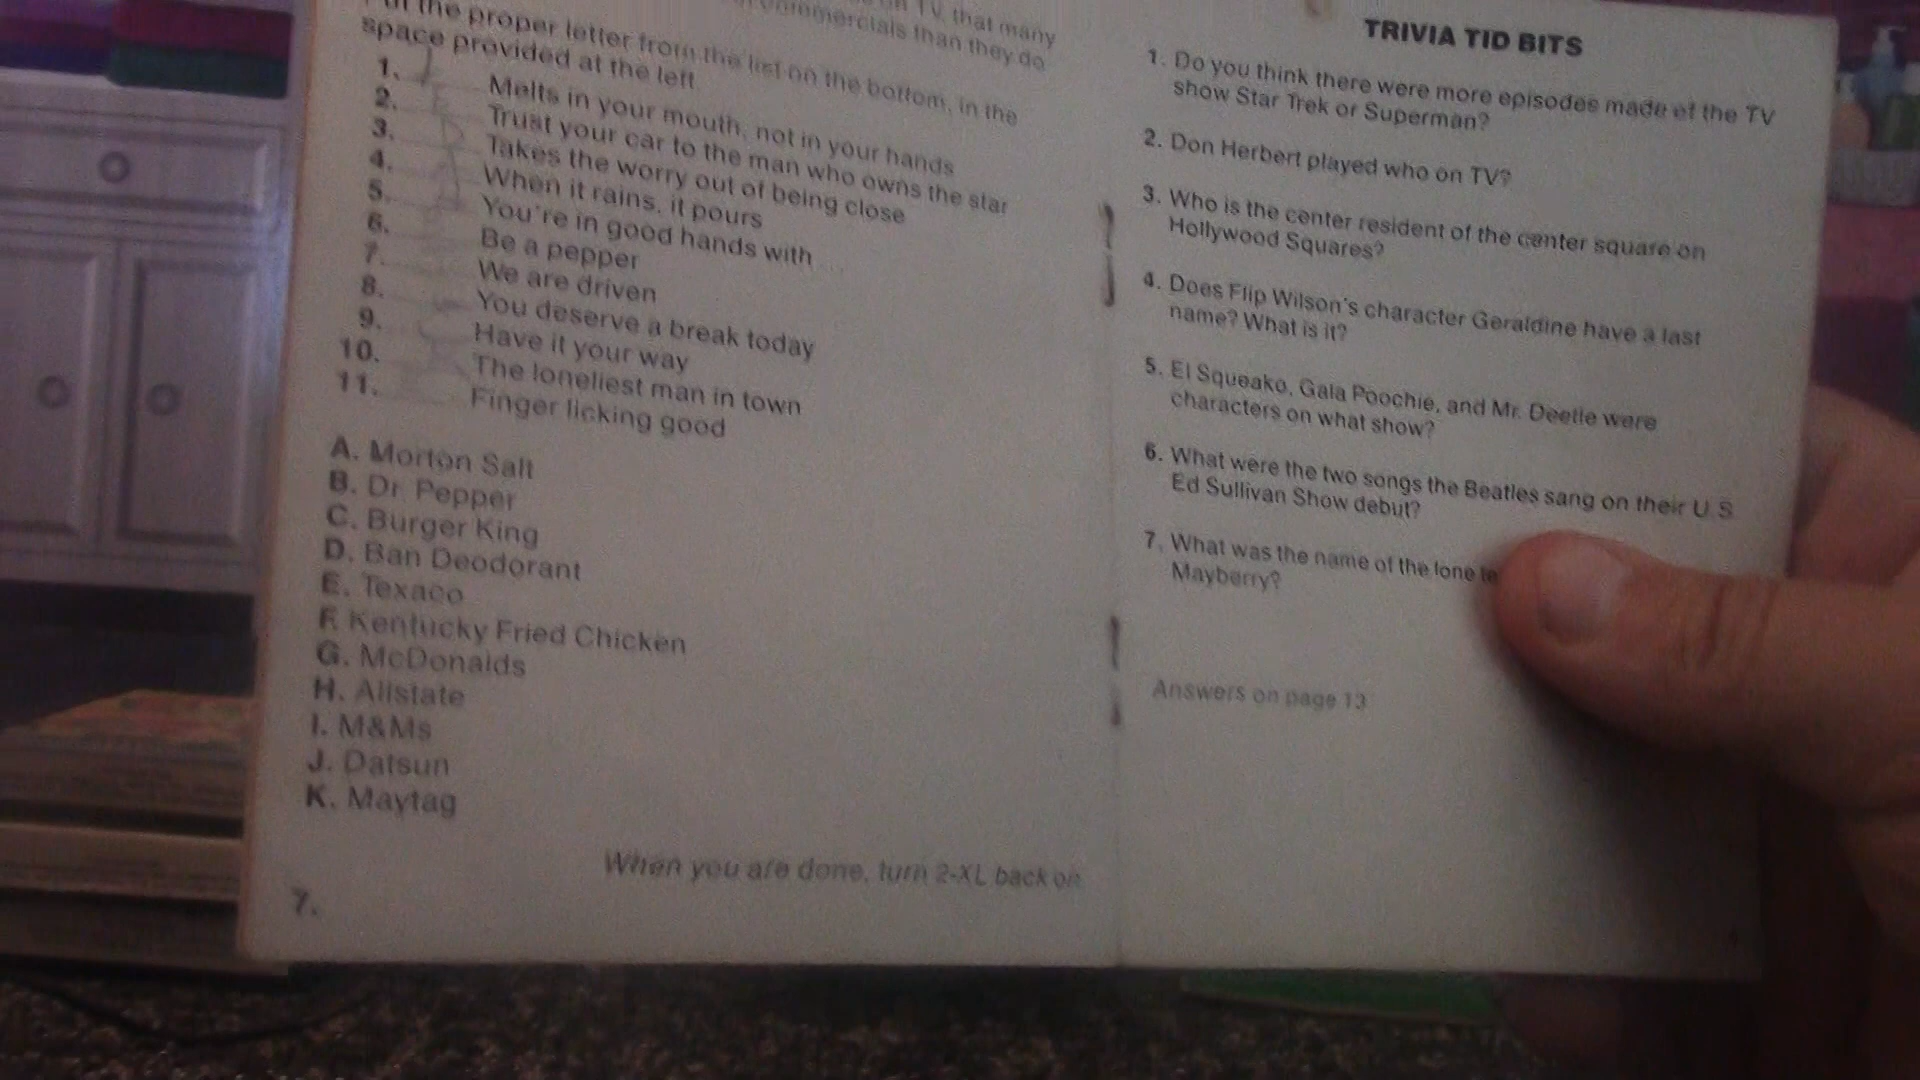 on TV, that many
commercials than they do
the proper letter from the list on the bottom, in the
space provided at the left
1. Melts in your mouth, not in your hands
2. Trust your car to the man who owns the star
3. Takes the worry out of being close
4. When it rains, it pours
5. You're in good hands with ...
6. Be a pepper
7. We are driven
8. You deserve a break today
9. Have it your way
10. The loneliest man in town
11. Finger licking good
A. Morton Salt
B. Dr. Pepper
C. Burger King
D. Ban Deodorant
E. Texaco
F. Kentucky Fried Chicken
G. McDonalds
H. Allstate
I. M&Ms
J. Datsun
K. Maytag
When you are done, turn 2-XL back on
7.
TRIVIA TID BITS
1. Do you think there were more episodes made of the TV
show Star Trek or Superman?
2. Don Herbert played who on TV?
3. Who is the center resident of the center square on
Hollywood Squares?
4. Does Flip Wilson's character Geraldine have a last
name? What is it?
5. El Squeako, Gala Poochie, and Mr. Deetle were
characters on what show?
6. What were the two songs the Beatles sang on their U.S.
Ed Sullivan Show debut?
7. What was the name of the lone
Mayberry?
Answers on page 13